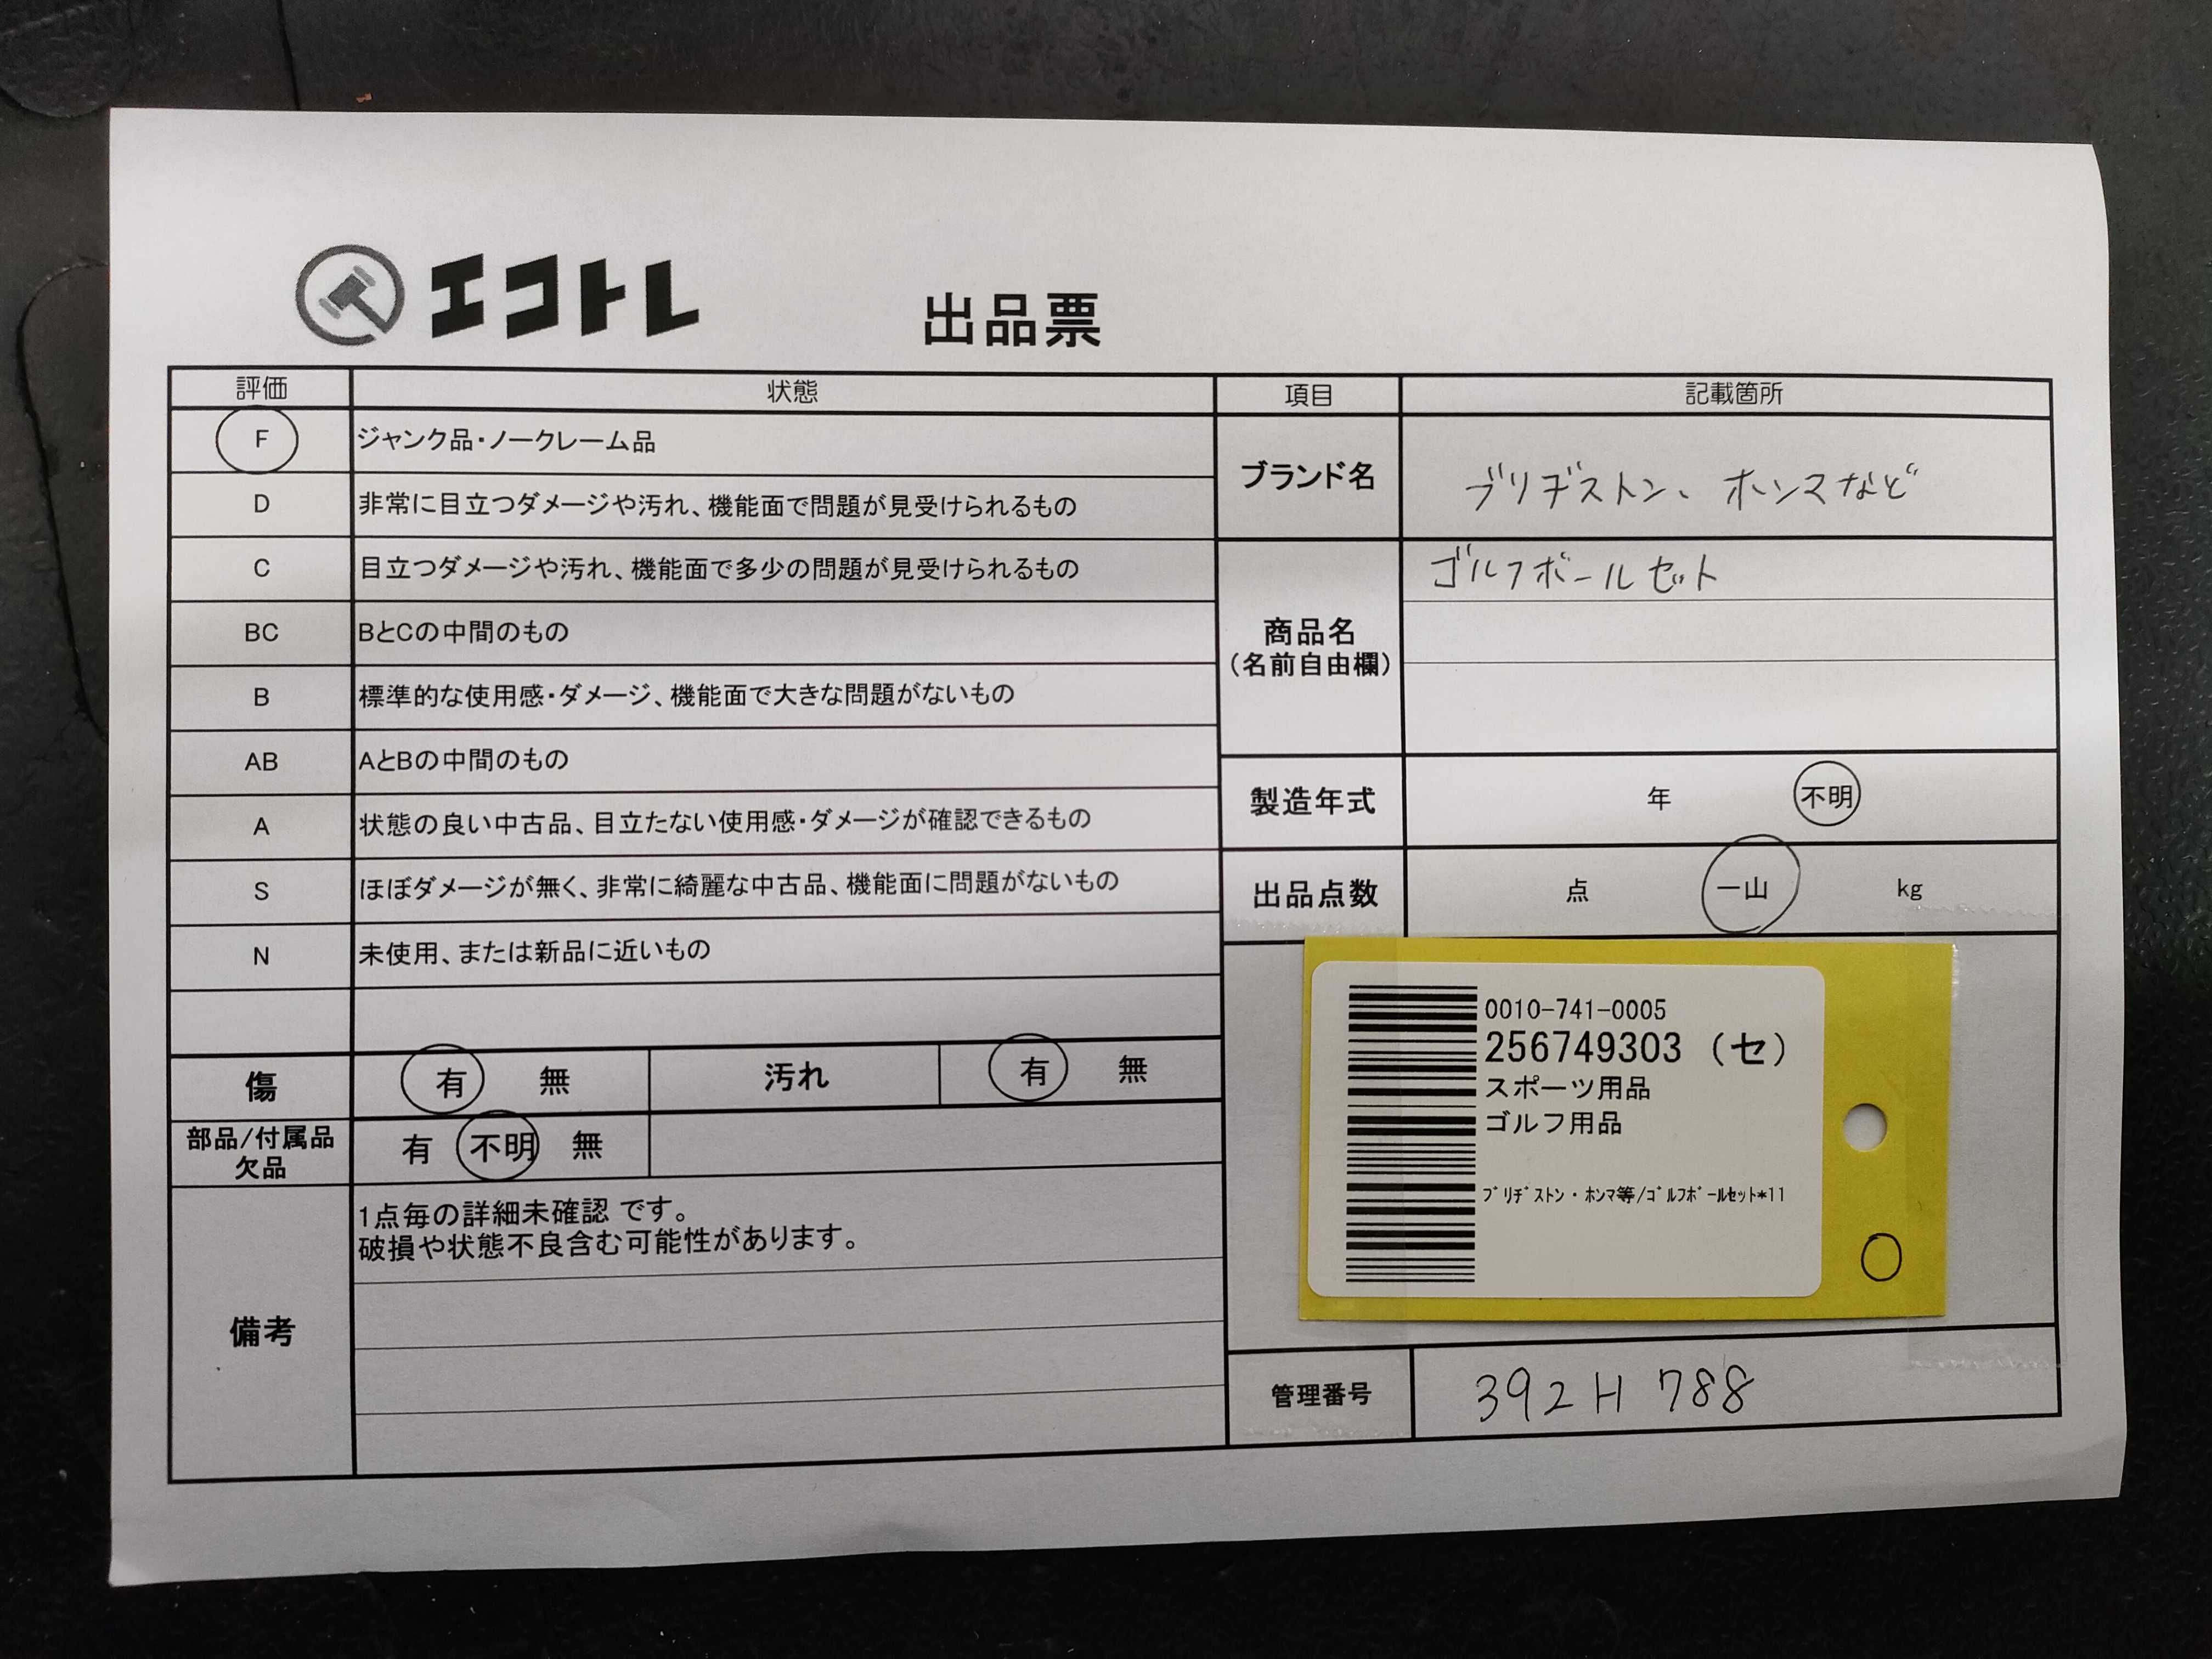 エコトレ
出品票
評価 状態
F ジャンク品・ノークレーム品
D 非常に目立つダメージや汚れ、機能面で問題が見受けられるもの
C 目立つダメージや汚れ、機能面で多少の問題が見受けられるもの
BC BとCの中間のもの
B 標準的な使用感・ダメージ、機能面で大きな問題がないもの
AB AとBの中間のもの
A 状態の良い中古品、目立たない使用感・ダメージが確認できるもの
S ほぼダメージが無く、非常に綺麗な中古品、機能面に問題がないもの
N 未使用、または新品に近いもの
傷 有 無 汚れ 有 無
部品/付属品
欠品
有 不明 無
備考
1点毎の詳細未確認 です。
破損や状態不良含む可能性があります。
項目 記載箇所
ブランド名 ブリヂストン、ホンマなど
商品名
(名前自由欄)
ゴルフボールセット
製造年式 年 不明
出品点数 点 一山 kg
0010-741-0005
256749303 (セ)
スポーツ用品
ゴルフ用品
ブリヂストン・ホンマ等/ゴルフボールセット*11
管理番号 392H 788